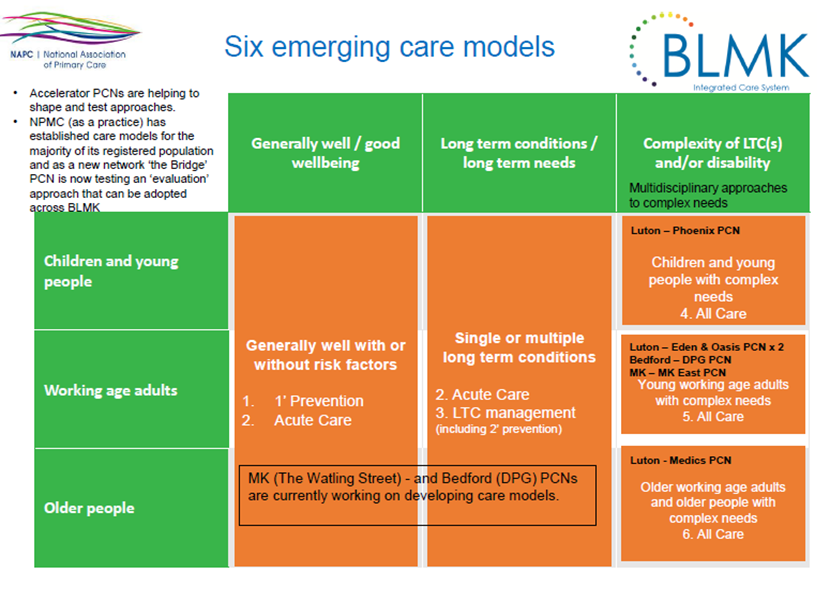 Six emerging care models
NAPC | National Association
of Primary Care
BLMK
Integrated Care System
• Accelerator PCNs are helping to
shape and test approaches.
• NPMC (as a practice) has
established care models for the
majority of its registered population
and as a new network ‘the Bridge’
PCN is now testing an ‘evaluation’
approach that can be adopted
across BLMK
Generally well / good
wellbeing
Long term conditions /
long term needs
Complexity of LTC(s)
and/or disability
Multidisciplinary approaches
to complex needs
Children and young
people
Working age adults
Older people
Generally well with or
without risk factors
1. 1' Prevention
2. Acute Care
Single or multiple
long term conditions
2. Acute Care
3. LTC management
(including 2' prevention)
MK (The Watling Street) - and Bedford (DPG) PCNs
are currently working on developing care models.
Luton – Phoenix PCN
Children and young
people with complex
needs
4. All Care
Luton – Eden & Oasis PCN x 2
Bedford – DPG PCN
MK – MK East PCN
Young working age adults
with complex needs
5. All Care
Luton - Medics PCN
Older working age adults
and older people with
complex needs
6. All Care